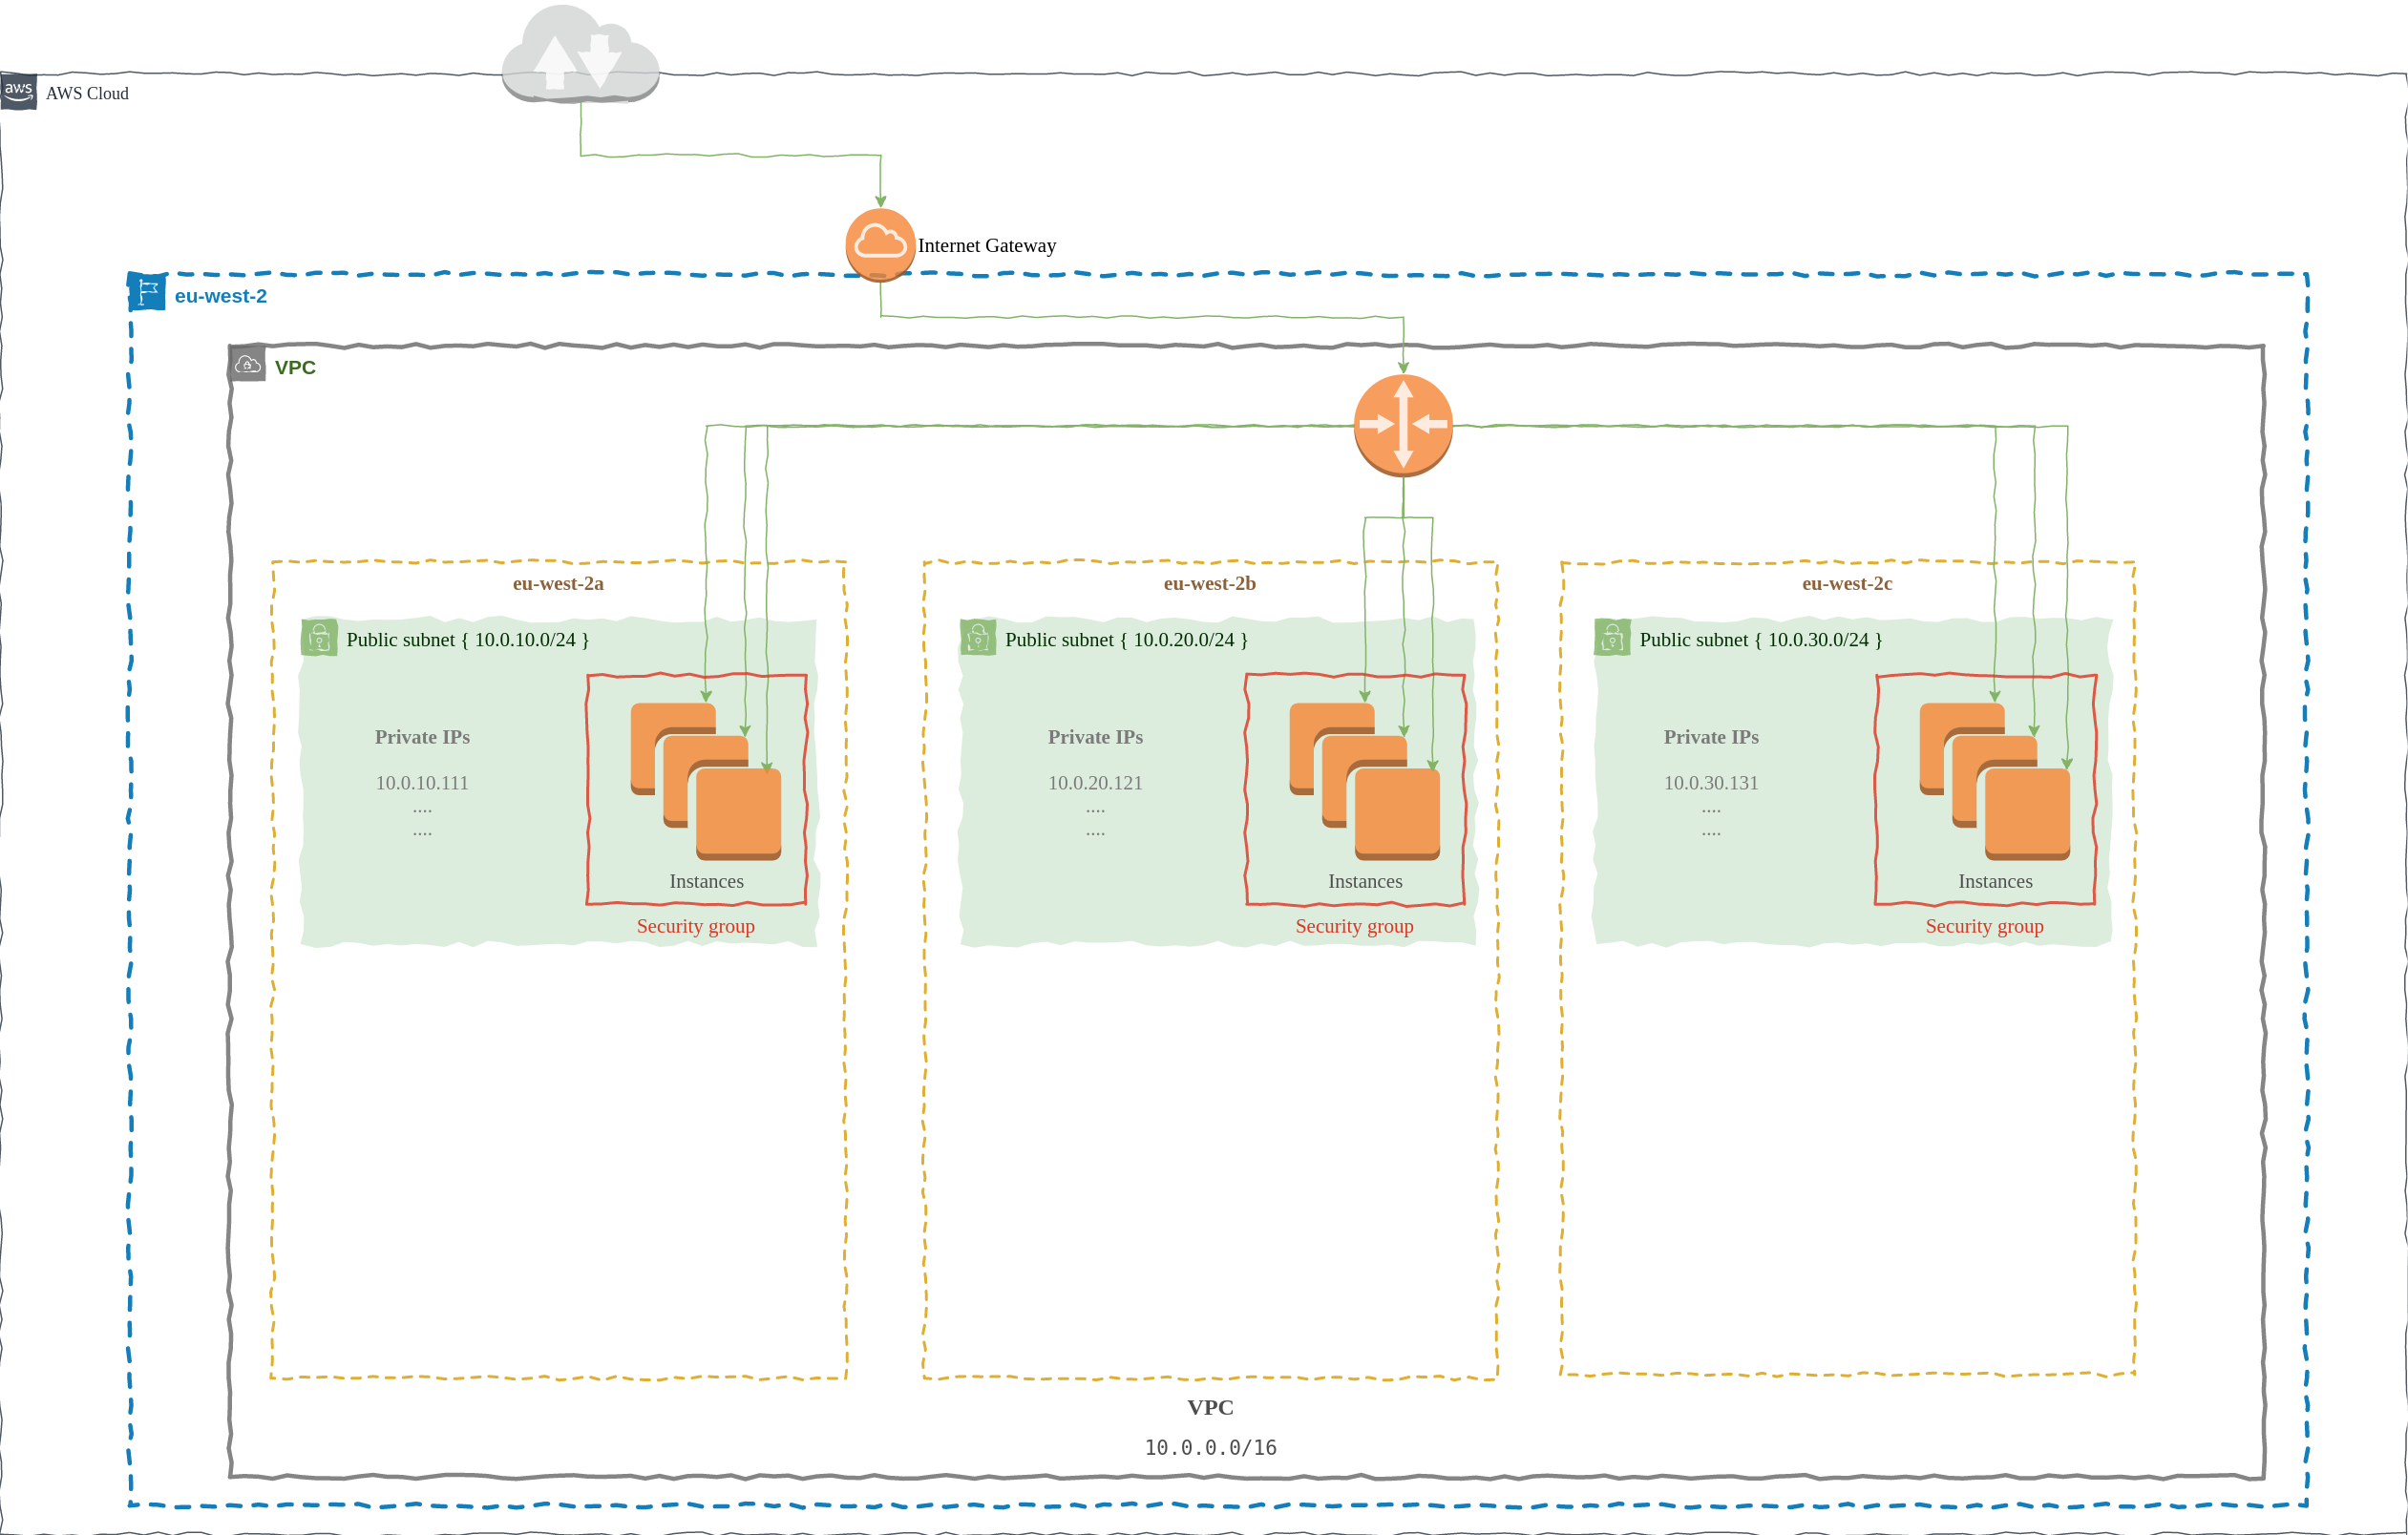 aws
AWS Cloud
Internet Gateway
eu-west-2
VPC
eu-west-2a
Public subnet { 10.0.10.0/24 }
Private IPs
10.0.10.111
....
....
Instances
Security group
eu-west-2b
Public subnet { 10.0.20.0/24 }
Private IPs
10.0.20.121
....
....
Instances
Security group
eu-west-2c
Public subnet { 10.0.30.0/24 }
Private IPs
10.0.30.131
....
....
Instances
Security group
VPC
10.0.0.0/16